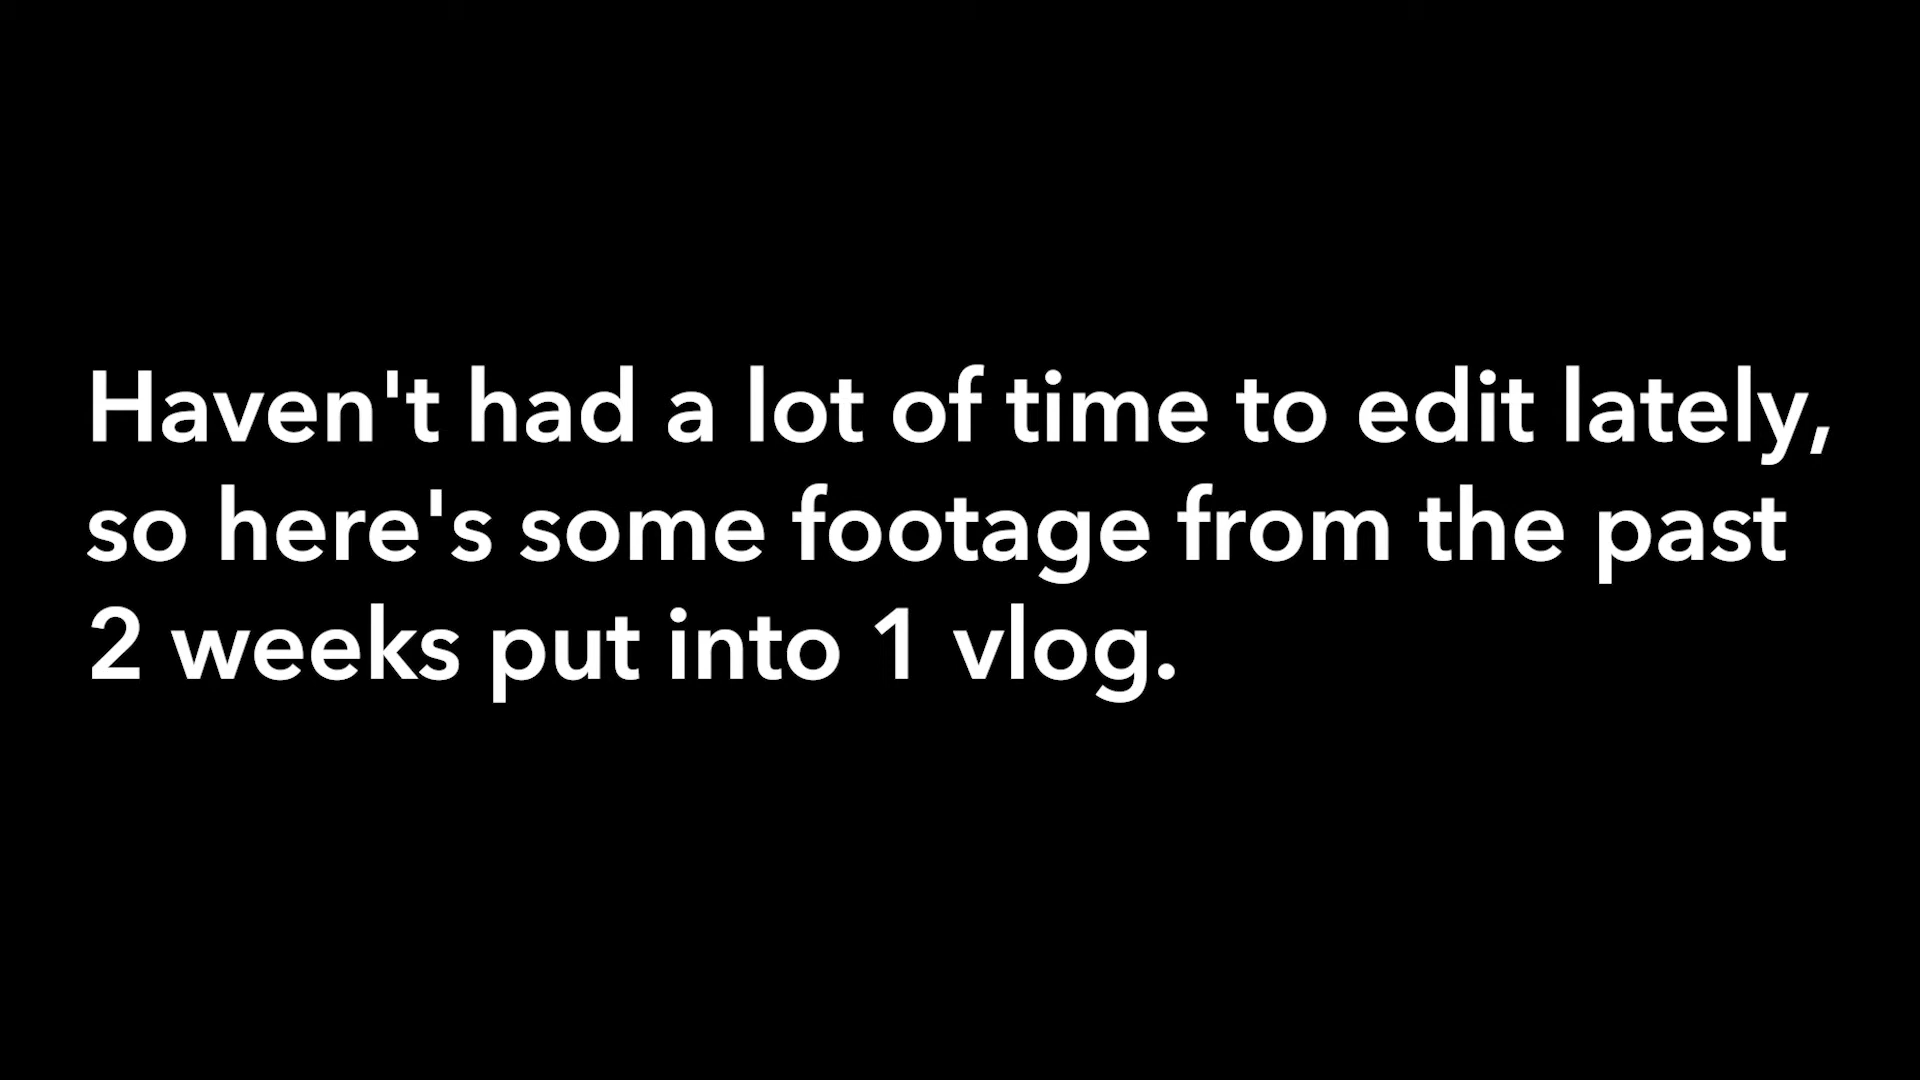 Haven't had a lot of time to edit lately,
so here's some footage from the past
2 weeks put into 1 vlog.